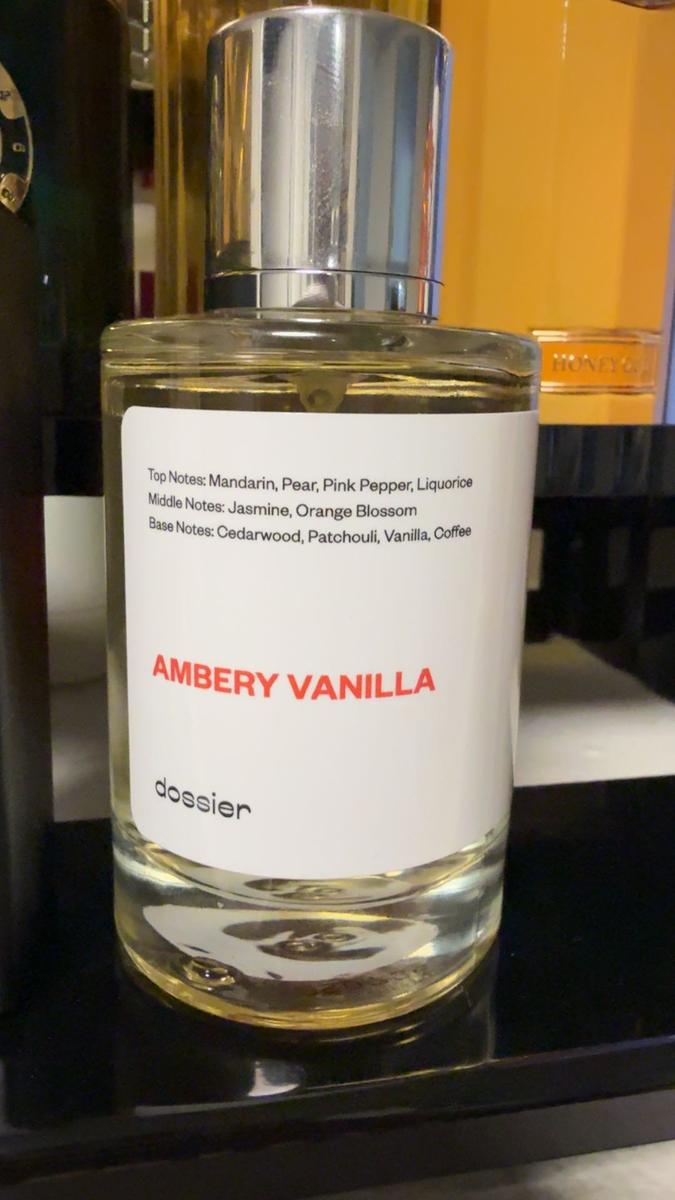 Top Notes: Mandarin, Pear, Pink Pepper, Liquorice
Middle Notes: Jasmine, Orange Blossom
Base Notes: Cedarwood, Patchouli, Vanilla, Coffee
AMBERY VANILLA
dossier
HONEY